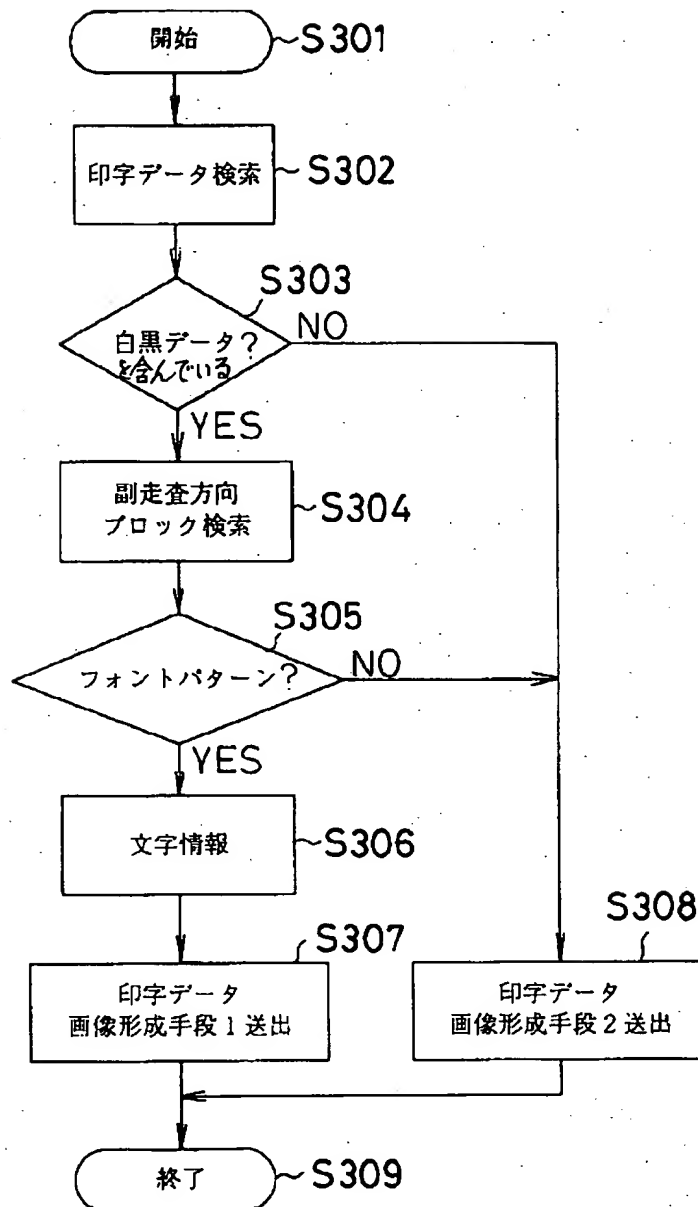 開始
S301
印字データ検索
S302
S303
白黒データ?
を含んでいる
NO
YES
副走査方向
ブロック検索
S304
S305
フォントパターン?
NO
YES
文字情報
S306
S307
印字データ
画像形成手段1送出
S308
印字データ
画像形成手段2送出
終了
S309